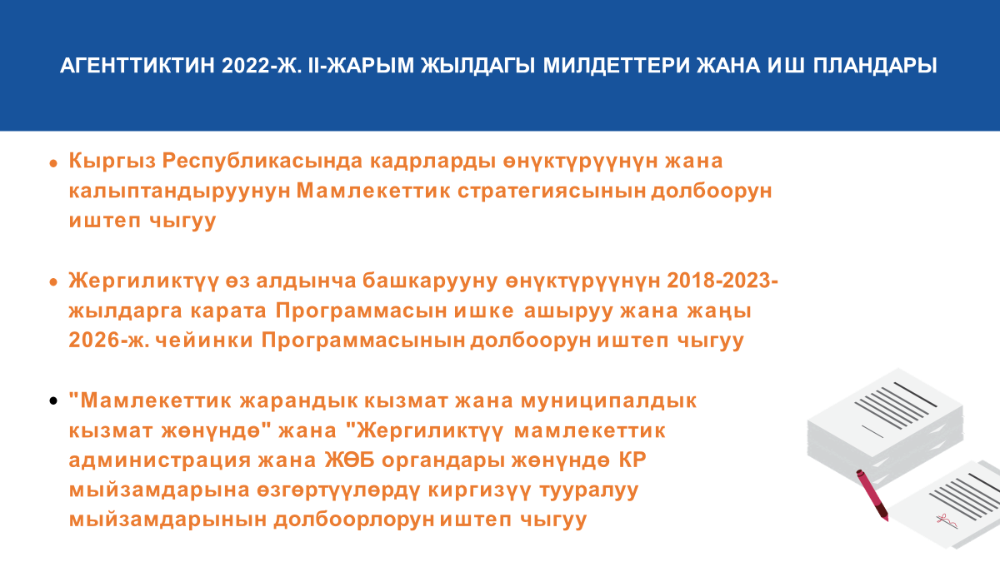 АГЕНТТИКТИН 2022-Ж. II-ЖАРЫМ ЖЫЛДАГЫ МИЛДЕТТЕРИ ЖАНА ИШ ПЛАНДАРЫ
• Кыргыз Республикасында кадрларды өнүктүрүүнүн жана
калыптандыруунун Мамлекеттик стратегиясынын долбоорун
иштеп чыгуу
• Жергиликтүү өз алдынча башкарууну өнүктүрүүнүн 2018-2023-
жылдарга карата Программасын ишке ашыруу жана жаңы
2026-ж. чейинки Программасынын долбоорун иштеп чыгуу
• "Мамлекеттик жарандык кызмат жана муниципалдык
кызмат жөнүндө" жана "Жергиликтүү мамлекеттик
администрация жана ЖӨБ органдары жөнүндө КР
мыйзамдарына өзгөртүүлөрдү киргизүү тууралуу
мыйзамдарынын долбоорлорун иштеп чыгуу